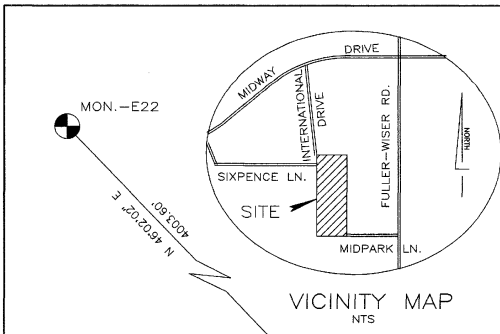 MON.-E22
N 46°02'02" E
4003.60'
MIDWAY
DRIVE
INTERNATIONAL
DRIVE
FULLER-WISER RD.
NORTH
SIXPENCE LN.
SITE
MIDPARK LN.
VICINITY MAP
NTS